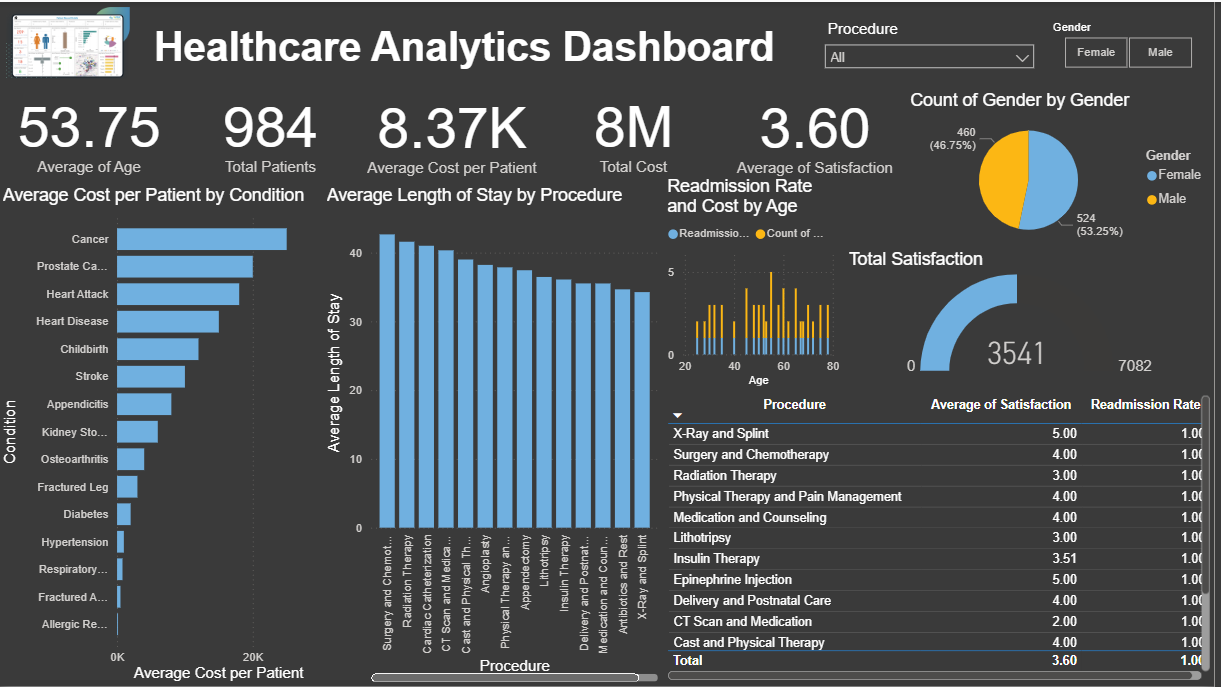 Healthcare Analytics Dashboard
Procedure
All
Gender
Female
Male
53.75
Average of Age
984
Total Patients
8.37K
Average Cost per Patient
8M
Total Cost
3.60
Average of Satisfaction
Count of Gender by Gender
460
(46.75%)
524
(53.25%)
Gender
Female
Male
Average Cost per Patient by Condition
Condition
Cancer
Prostate Ca...
Heart Attack
Heart Disease
Childbirth
Stroke
Appendicitis
Kidney Sto...
Osteoarthritis
Fractured Leg
Diabetes
Hypertension
Respiratory...
Fractured A...
Allergic Re...
0K
20K
Average Cost per Patient
Average Length of Stay by Procedure
Average Length of Stay
40
30
20
10
0
Surgery and Chemot...
Radiation Therapy
Cardiac Catheterization
CT Scan and Medica...
Cast and Physical Th...
Angioplasty
Physical Therapy an...
Appendectomy
Lithotripsy
Insulin Therapy
Delivery and Postnat...
Medication and Coun...
Antibiotics and Rest
X-Ray and Splint
Procedure
Readmission Rate
and Cost by Age
Readmissio...
Count of ...
5
0
20
40
60
80
Age
Total Satisfaction
0
3541
7082
Procedure Average of Satisfaction Readmission Rate
X-Ray and Splint 5.00 1.00
Surgery and Chemotherapy 4.00 1.00
Radiation Therapy 3.00 1.00
Physical Therapy and Pain Management 4.00 1.00
Medication and Counseling 4.00 1.00
Lithotripsy 3.00 1.00
Insulin Therapy 3.51 1.00
Epinephrine Injection 5.00 1.00
Delivery and Postnatal Care 4.00 1.00
CT Scan and Medication 2.00 1.00
Cast and Physical Therapy 4.00 1.00
Total 3.60 1.00